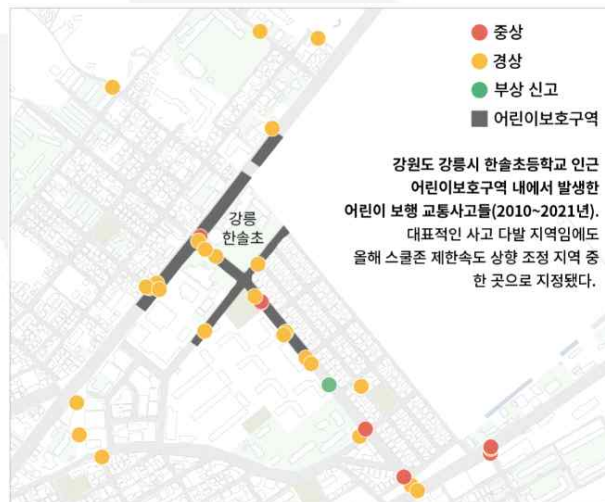 중상
경상
부상 신고
어린이보호구역
강원도 강릉시 한솔초등학교 인근
어린이보호구역 내에서 발생한
어린이 보행 교통사고들(2010~2021년).
대표적인 사고 다발 지역임에도
올해 스쿨존 제한속도 상향 조정 지역 중
한 곳으로 지정됐다.
강릉
한솔초